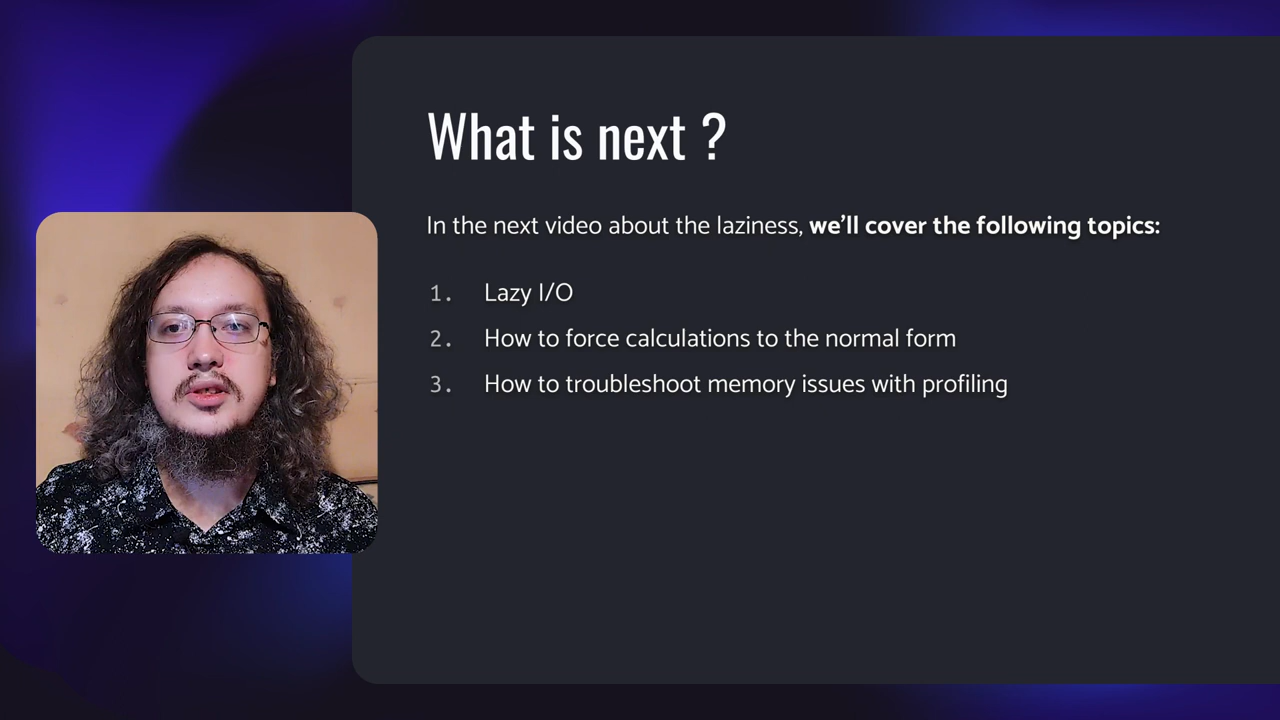 What is next ?
In the next video about the laziness, we'll cover the following topics:
1. Lazy I/O
2. How to force calculations to the normal form
3. How to troubleshoot memory issues with profiling